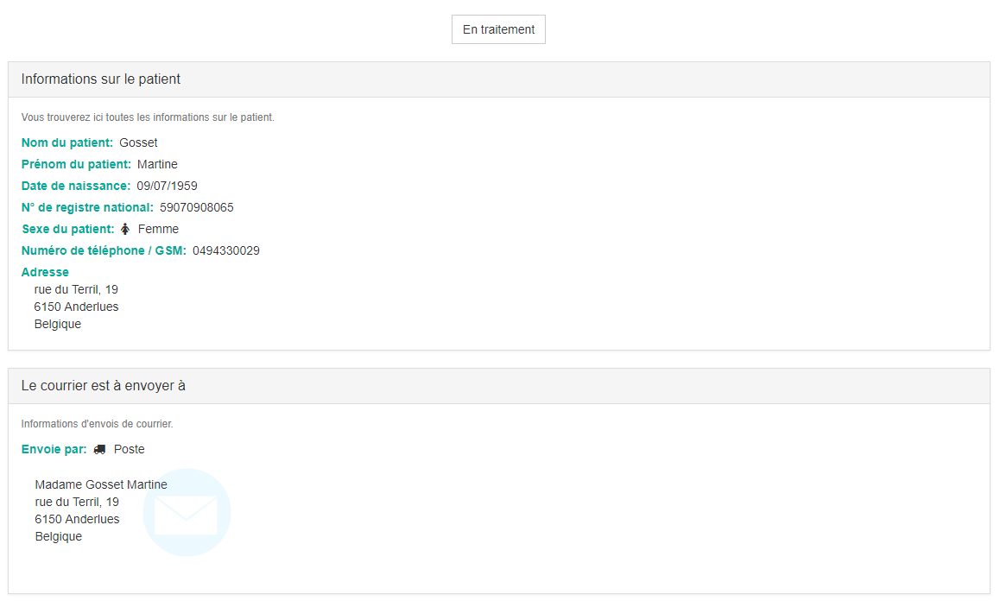 En traitement
Informations sur le patient
Vous trouverez ici toutes les informations sur le patient.
Nom du patient: Gosset
Prénom du patient: Martine
Date de naissance: 09/07/1959
N° de registre national: 59070908065
Sexe du patient: Femme
Numéro de téléphone / GSM: 0494330029
Adresse
rue du Terril, 19
6150 Anderlues
Belgique
Le courrier est à envoyer à
Informations d'envois de courrier.
Envoie par: Poste
Madame Gosset Martine
rue du Terril, 19
6150 Anderlues
Belgique